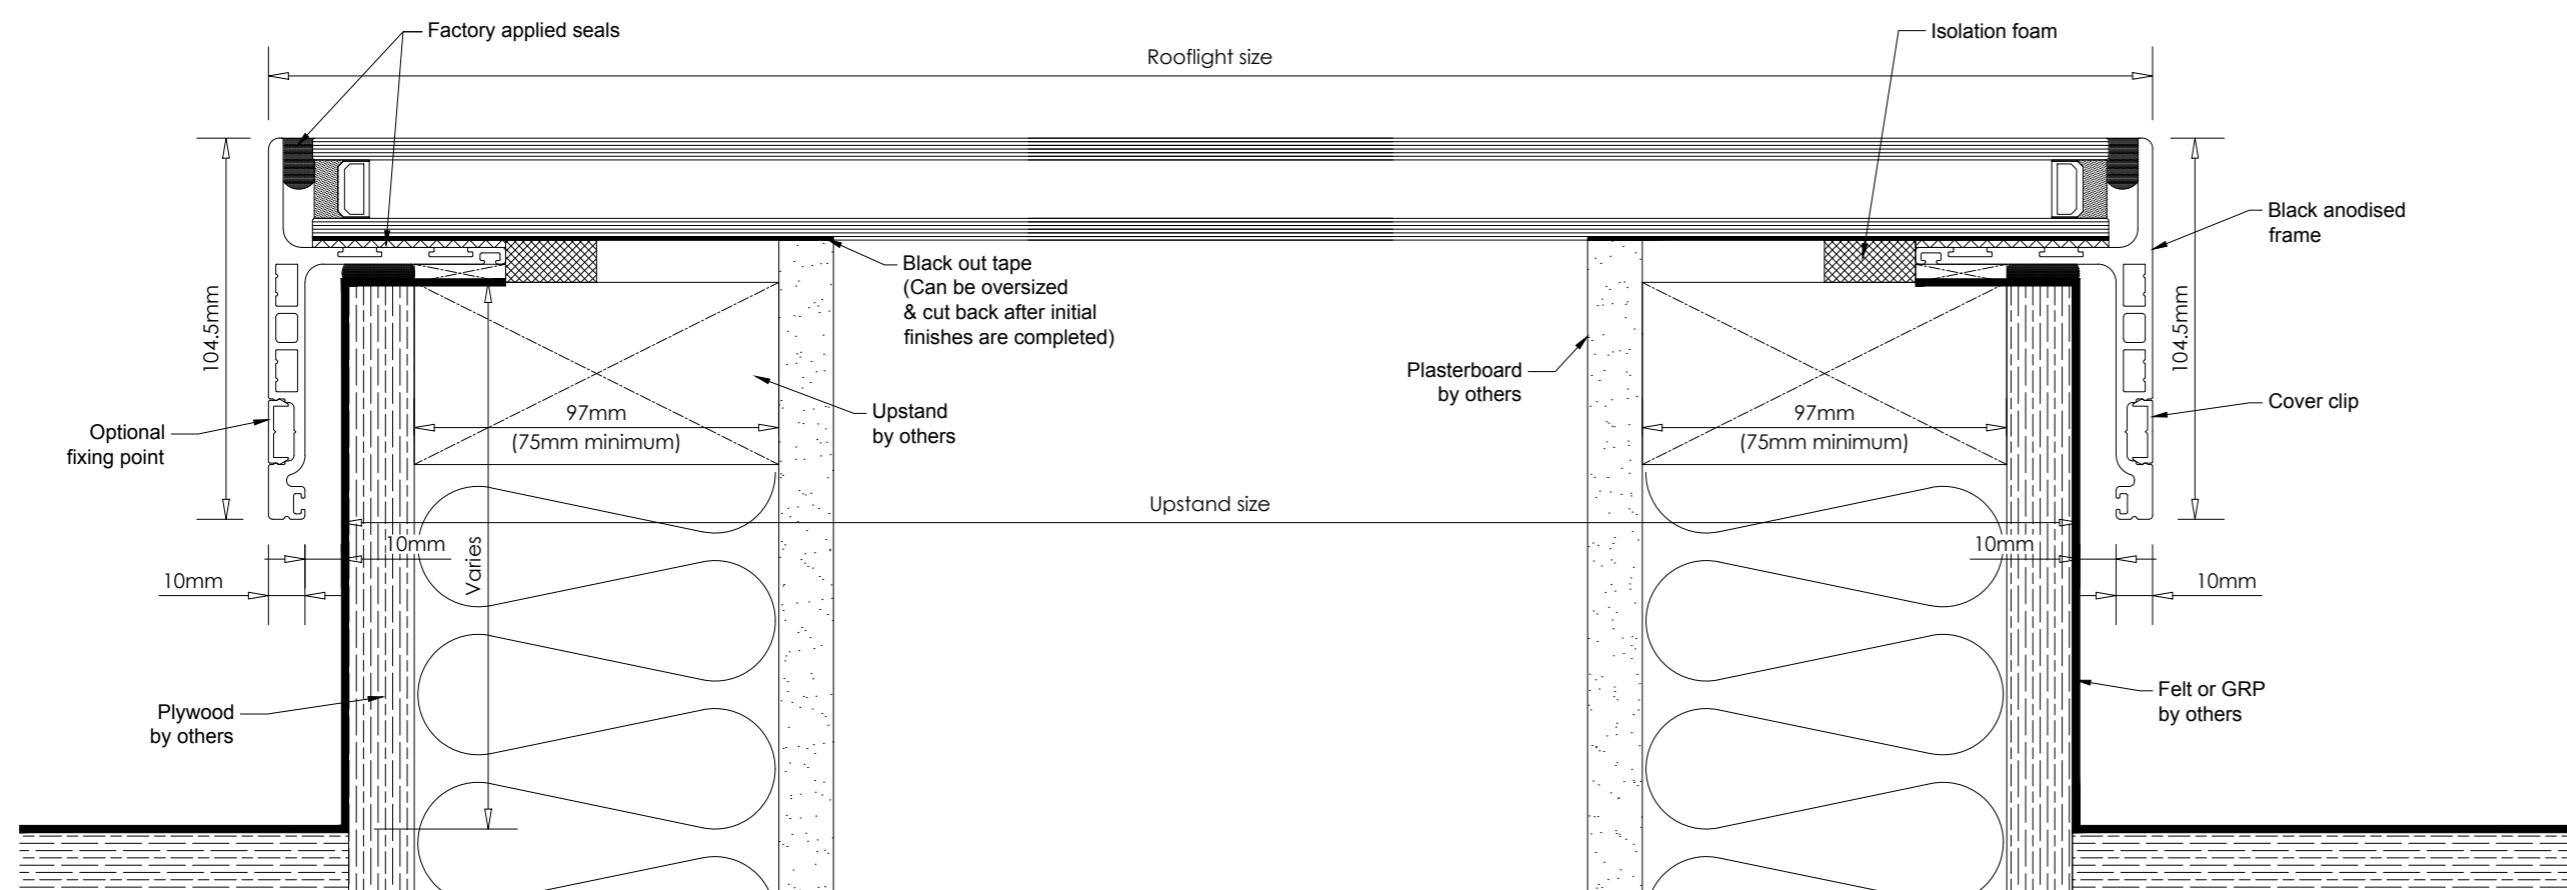 Factory applied seals
Isolation foam
Rooflight size
Black anodised
frame
Black out tape
(Can be oversized
& cut back after initial
finishes are completed)
104.5mm
104.5mm
Plasterboard
by others
Cover clip
97mm
(75mm minimum)
Upstand
by others
97mm
(75mm minimum)
Optional
fixing point
Upstand size
10mm
Varies
10mm
10mm
10mm
Plywood
by others
Felt or GRP
by others